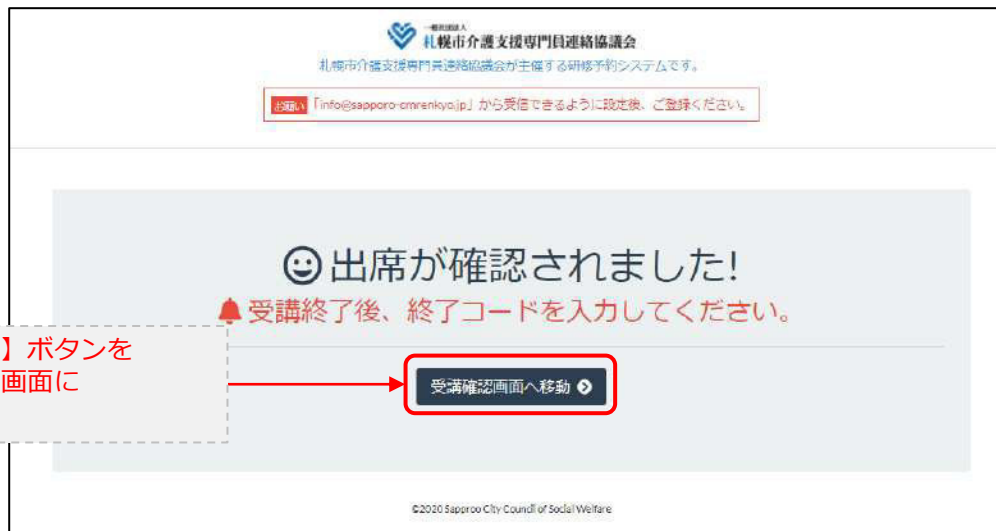 一般社団法人
札幌市介護支援専門員連絡協議会
札幌市介護支援専門員連絡協議会が主催する研修予約システムです。
お願い 「info@sapporo-cmrenkyo.jp」から受信できるように設定後、ご登録ください。
出席が確認されました!
受講終了後、終了コードを入力してください。
】ボタンを
画面に
受講確認画面へ移動
©2020 Sapproo City Council of Social Welfare